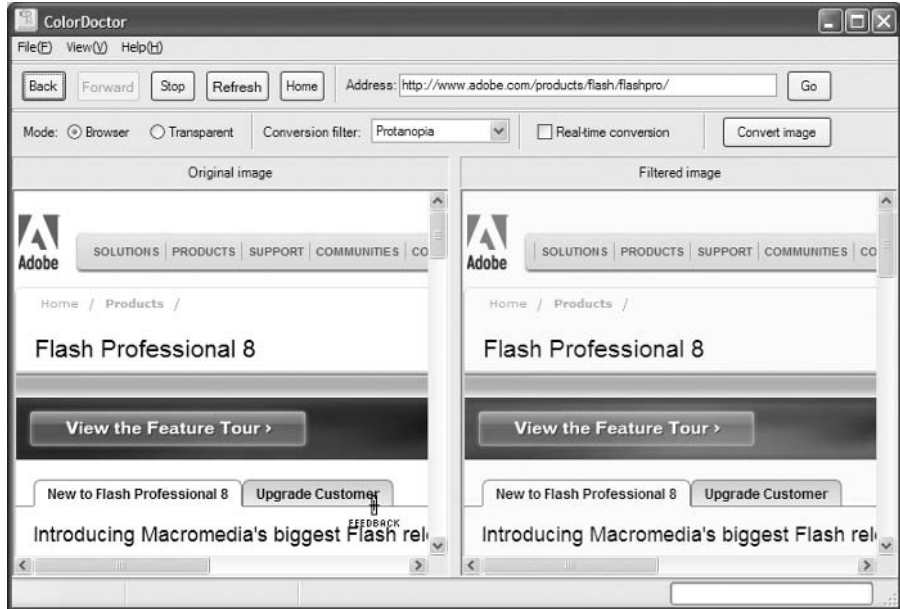 ColorDoctor
File(F) View(V) Help(H)
Back Forward Stop Refresh Home Address: http://www.adobe.com/products/flash/flashpro/ Go
Mode: Browser Transparent Conversion filter: Protanopia Real-time conversion Convert image
Original image Filtered image
Adobe SOLUTIONS | PRODUCTS | SUPPORT | COMMUNITIES | CO
Home / Products /
Flash Professional 8
View the Feature Tour ›
New to Flash Professional 8 Upgrade Customer
FEEDBACK
Introducing Macromedia's biggest Flash rel
Adobe | SOLUTIONS | PRODUCTS | SUPPORT | COMMUNITIES | CO
Home / Products /
Flash Professional 8
View the Feature Tour ›
New to Flash Professional 8 Upgrade Customer
Introducing Macromedia's biggest Flash rel